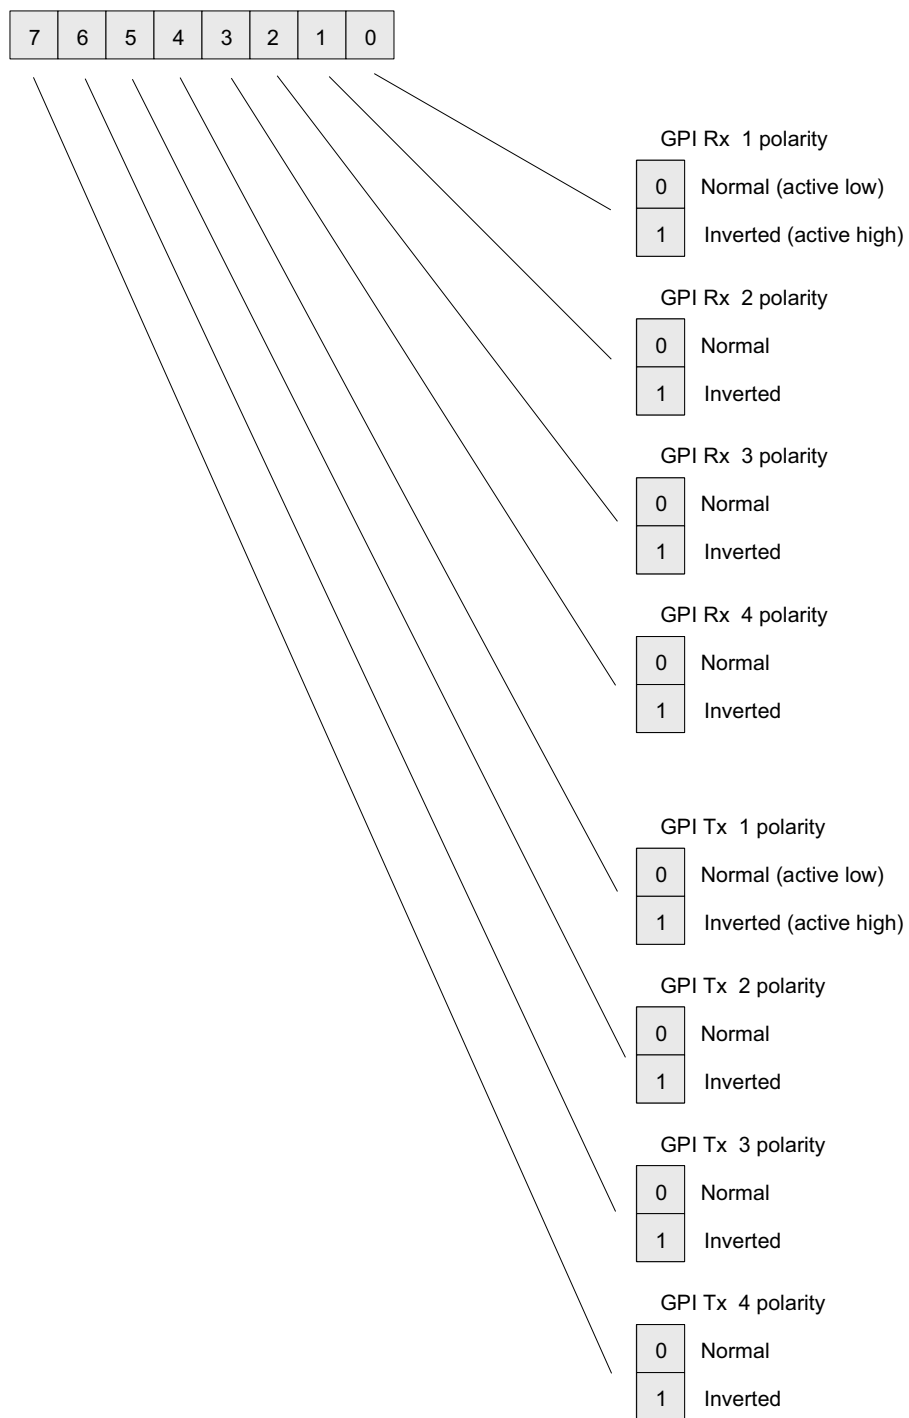 7 6 5 4 3 2 1 0
GPI Rx 1 polarity
0 Normal (active low)
1 Inverted (active high)
GPI Rx 2 polarity
0 Normal
1 Inverted
GPI Rx 3 polarity
0 Normal
1 Inverted
GPI Rx 4 polarity
0 Normal
1 Inverted
GPI Tx 1 polarity
0 Normal (active low)
1 Inverted (active high)
GPI Tx 2 polarity
0 Normal
1 Inverted
GPI Tx 3 polarity
0 Normal
1 Inverted
GPI Tx 4 polarity
0 Normal
1 Inverted